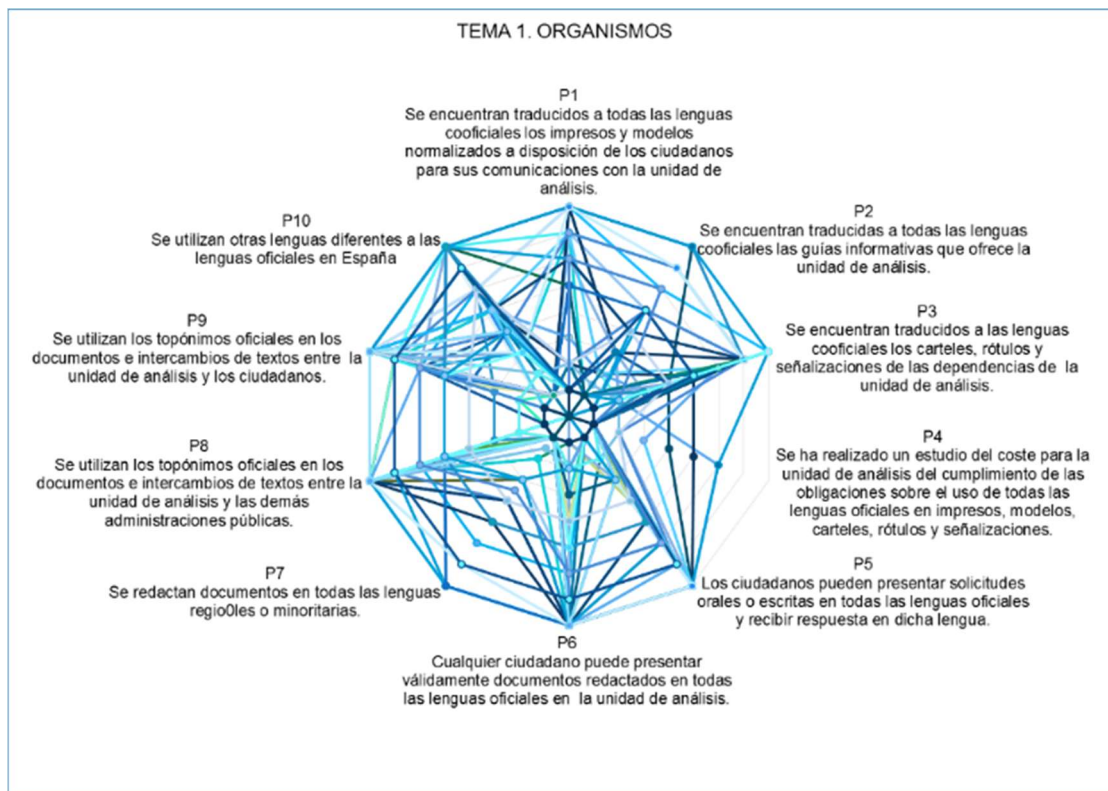 TEMA 1. ORGANISMOS
P1
Se encuentran traducidos a todas las lenguas
cooficiales los impresos y modelos
normalizados a disposición de los ciudadanos
para sus comunicaciones con la unidad de
análisis.
P2
Se encuentran traducidas a todas las lenguas
cooficiales las guías informativas que ofrece la
unidad de análisis.
P3
Se encuentran traducidos a las lenguas
cooficiales los carteles, rótulos y
señalizaciones de las dependencias de la
unidad de análisis.
P4
Se ha realizado un estudio del coste para la
unidad de análisis del cumplimiento de las
obligaciones sobre el uso de todas las
lenguas oficiales en impresos, modelos,
carteles, rótulos y señalizaciones.
P5
Los ciudadanos pueden presentar solicitudes
orales o escritas en todas las lenguas oficiales
y recibir respuesta en dicha lengua.
P6
Cualquier ciudadano puede presentar
válidamente documentos redactados en todas
las lenguas oficiales en la unidad de análisis.
P7
Se redactan documentos en todas las lenguas
regio0les o minoritarias.
P8
Se utilizan los topónimos oficiales en los
documentos e intercambios de textos entre la
unidad de análisis y las demás
administraciones públicas.
P9
Se utilizan los topónimos oficiales en los
documentos e intercambios de textos entre la
unidad de análisis y los ciudadanos.
P10
Se utilizan otras lenguas diferentes a las
lenguas oficiales en España